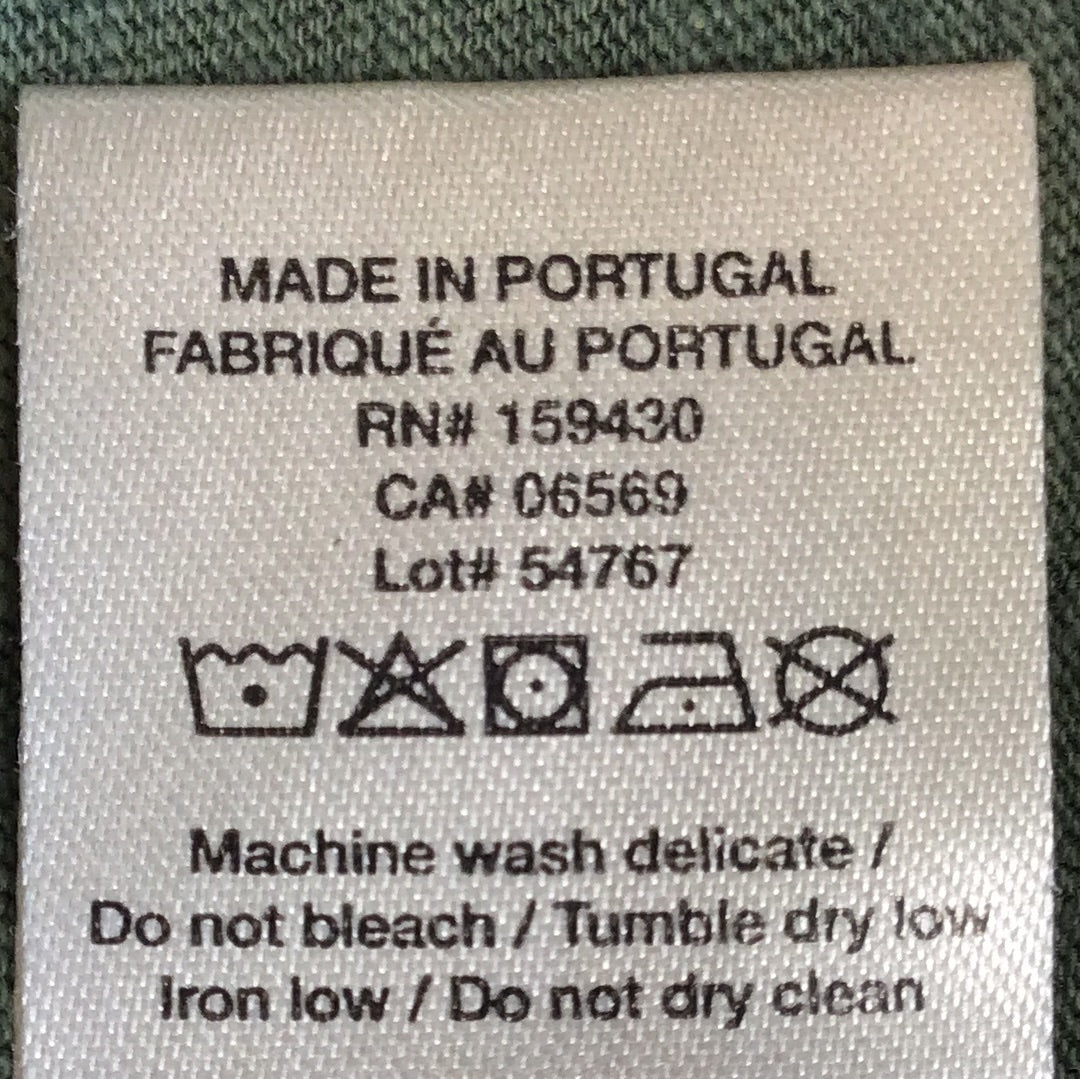 MADE IN PORTUGAL
FABRIQUÉ AU PORTUGAL
RN# 159430
CA# 06569
Lot# 54767
Machine wash delicate /
Do not bleach / Tumble dry low
Iron low / Do not dry clean